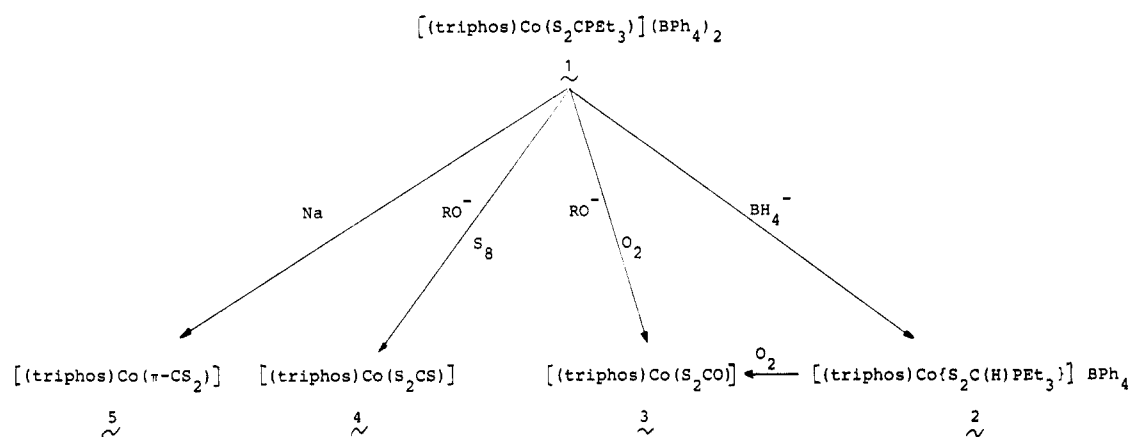 [(triphos)Co(S₂CPEt₃)](BPh₄)₂
1
Na
RO⁻
S₈
RO⁻
O₂
BH₄⁻
[(triphos)Co(π-CS₂)] [(triphos)Co(S₂CS)] [(triphos)Co(S₂CO)] O₂ [(triphos)Co{S₂C(H)PEt₃}] BPh₄
5 4 3 2